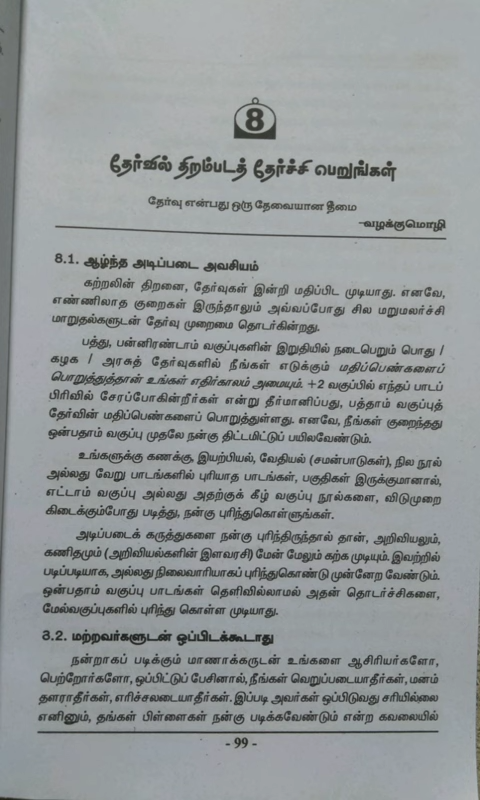 8
தேர்வில் திறம்படத் தேர்ச்சி பெறுங்கள்
தேர்வு என்பது ஒரு தேவையான தீமை
-வழக்குமொழி
8.1. ஆழ்ந்த அடிப்படை அவசியம்
கற்றலின் திறனை, தேர்வுகள் இன்றி மதிப்பிட முடியாது. எனவே,
எண்ணிலாத குறைகள் இருந்தாலும் அவ்வப்போது சில மறுமலர்ச்சி
மாறுதல்களுடன் தேர்வு முறைமை தொடர்கின்றது.
பத்து, பன்னிரண்டாம் வகுப்புகளின் இறுதியில் நடைபெறும் பொது /
கழக / அரசுத் தேர்வுகளில் நீங்கள் எடுக்கும் மதிப்பெண்களைப்
பொறுத்துத்தான் உங்கள் எதிர்காலம் அமையும். +2 வகுப்பில் எந்தப் பாடப்
பிரிவில் சேரப்போகின்றீர்கள் என்று தீர்மானிப்பது, பத்தாம் வகுப்புத்
தேர்வின் மதிப்பெண்களைப் பொறுத்துள்ளது. எனவே, நீங்கள் குறைந்தது
ஒன்பதாம் வகுப்பு முதலே நன்கு திட்டமிட்டுப் பயிலவேண்டும்.
உங்களுக்கு கணக்கு, இயற்பியல், வேதியல் (சமன்பாடுகள்), நில நூல்
அல்லது வேறு பாடங்களில் புரியாத பாடங்கள், பகுதிகள் இருக்குமானால்,
எட்டாம் வகுப்பு அல்லது அதற்குக் கீழ் வகுப்பு நூல்களை, விடுமுறை
கிடைக்கும்போது படித்து, நன்கு புரிந்துகொள்ளுங்கள்.
அடிப்படைக் கருத்துகளை நன்கு புரிந்திருந்தால் தான், அறிவியலும்,
கணிதமும் (அறிவியல்களின் இளவரசி) மேன் மேலும் கற்க முடியும். இவற்றில்
படிப்படியாக, அல்லது நிலைவாரியாகப் புரிந்துகொண்டு முன்னேற வேண்டும்.
ஒன்பதாம் வகுப்பு பாடங்கள் தெளிவில்லாமல் அதன் தொடர்ச்சிகளை,
மேல்வகுப்புகளில் புரிந்து கொள்ள முடியாது.
3.2. மற்றவர்களுடன் ஒப்பிடக்கூடாது
நன்றாகப் படிக்கும் மாணாக்கருடன் உங்களை ஆசிரியர்களோ,
பெற்றோர்களோ, ஒப்பிட்டுப் பேசினால், நீங்கள் வெறுப்படையாதீர்கள், மனம்
தளராதீர்கள், எரிச்சலடையாதீர்கள். இப்படி அவர்கள் ஒப்பிடுவது சரியில்லை
எனினும், தங்கள் பிள்ளைகள் நன்கு படிக்கவேண்டும் என்ற கவலையில்
- 99 -